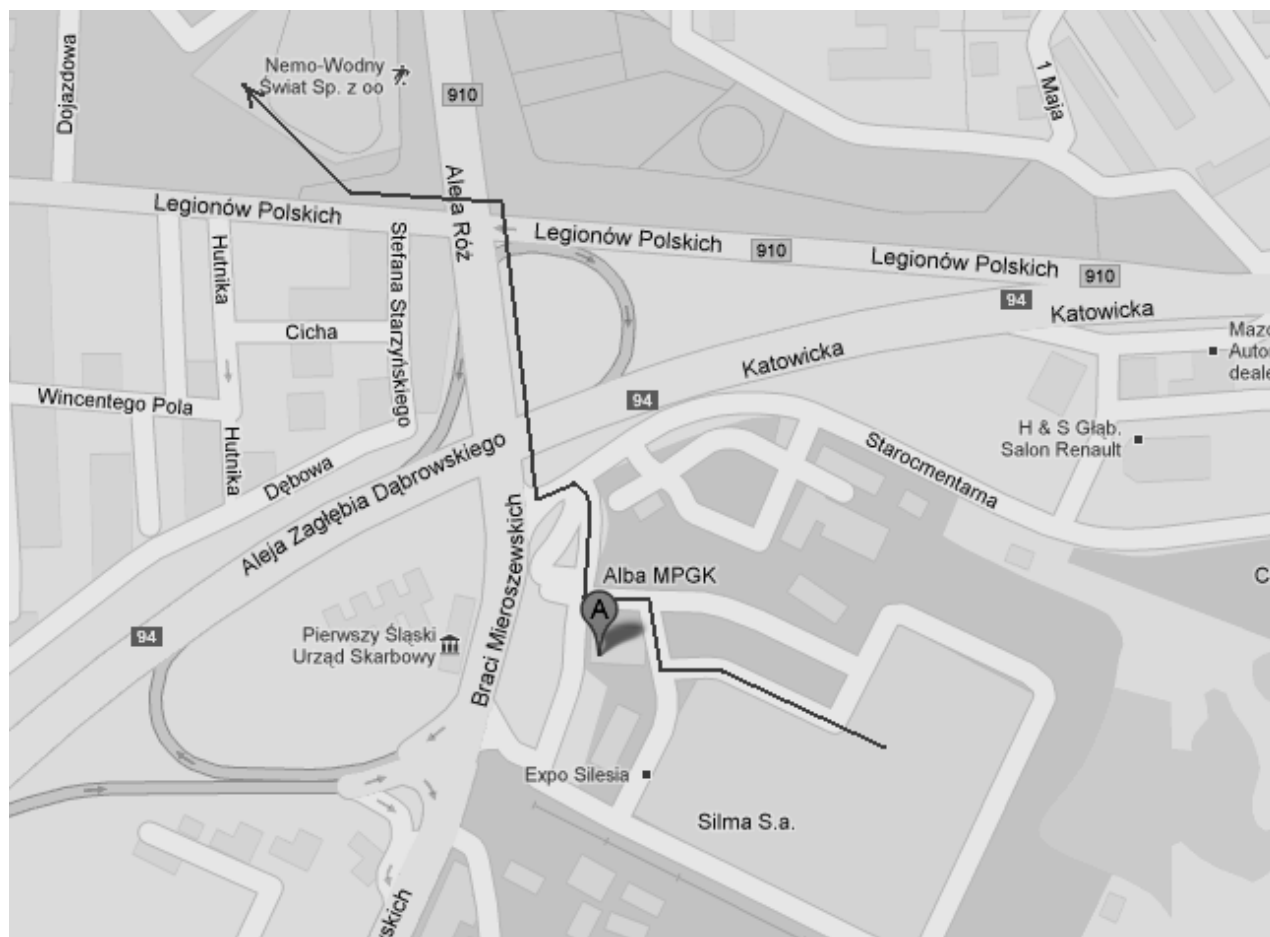 Dojazdowa
Nemo-Wodny
Świat Sp. z oo
910
1 Maja
Aleja Róż
Legionów Polskich
Legionów Polskich
910
Legionów Polskich
910
Hutnika
Stefana Starzyńskiego
94
Katowicka
Cicha
Katowicka
Mazo
Autor
deale
Wincentego Pola
94
Hutnika
H & S Głąb.
Salon Renault
Dębowa
Aleja Zagłębia Dąbrowskiego
Starocmentarna
Braci Mieroszewskich
Alba MPGK
C
A
94
Pierwszy Śląski
Urząd Skarbowy
Expo Silesia
Silma S.a.
skich